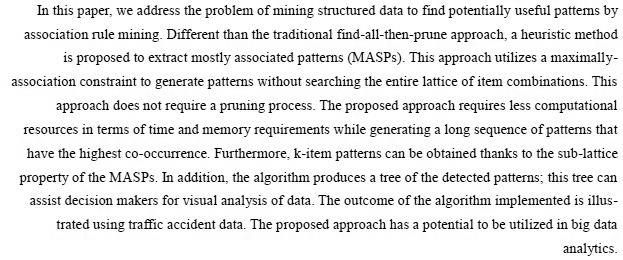 In this paper, we address the problem of mining structured data to find potentially useful patterns by
association rule mining. Different than the traditional find-all-then-prune approach, a heuristic method
is proposed to extract mostly associated patterns (MASPs). This approach utilizes a maximally-
association constraint to generate patterns without searching the entire lattice of item combinations. This
approach does not require a pruning process. The proposed approach requires less computational
resources in terms of time and memory requirements while generating a long sequence of patterns that
have the highest co-occurrence. Furthermore, k-item patterns can be obtained thanks to the sub-lattice
property of the MASPs. In addition, the algorithm produces a tree of the detected patterns; this tree can
assist decision makers for visual analysis of data. The outcome of the algorithm implemented is illus-
trated using traffic accident data. The proposed approach has a potential to be utilized in big data
analytics.